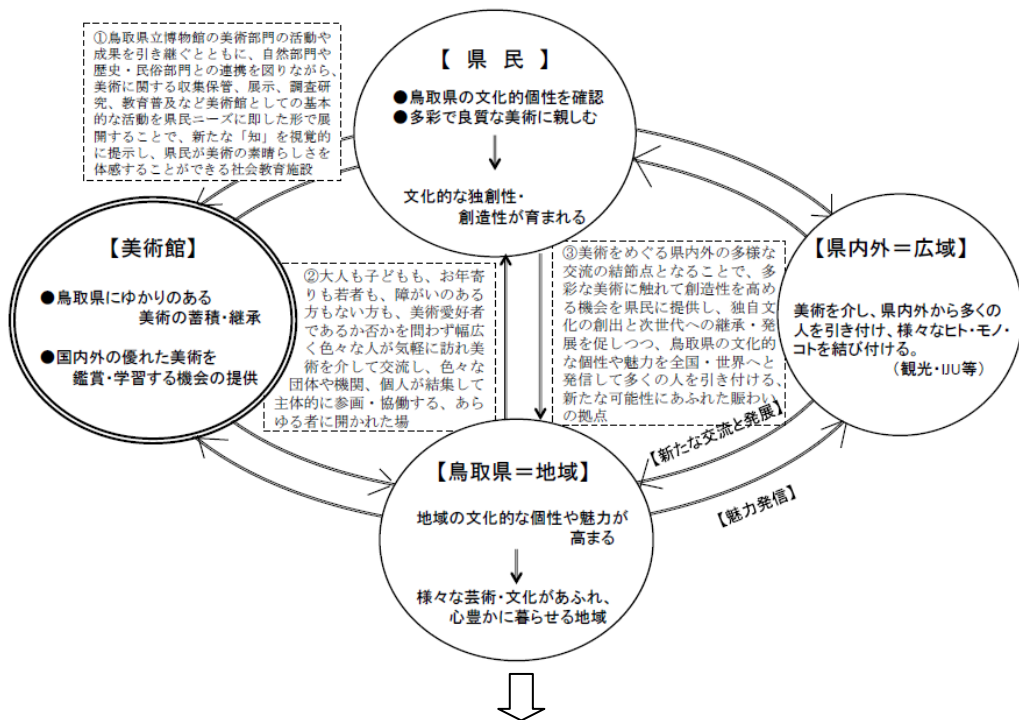 ①鳥取県立博物館の美術部門の活動や
成果を引き継ぐとともに、自然部門や
歴史・民俗部門との連携を図りながら、
美術に関する収集保管、展示、調査研
究、教育普及など美術館としての基本
的な活動を県民ニーズに即した形で展
開することで、新たな「知」を視覚的
に提示し、県民が美術の素晴らしさを
体感することができる社会教育施設
【 県 民 】
●鳥取県の文化的個性を確認
●多彩で良質な美術に親しむ
文化的な独創性・
創造性が育まれる
【美術館】
●鳥取県にゆかりのある
美術の蓄積・継承
●国内外の優れた美術を
鑑賞・学習する機会の提供
②大人も子どもも、お年寄
りも若者も、障がいのある
方もない方も、美術愛好者
であるか否かを問わず幅広
く色々な人が気軽に訪れ美
術を介して交流し、色々な
団体や機関、個人が結集して
主体的に参画・協働する、あら
ゆる者に開かれた場
③美術をめぐる県内外の多様な
交流の結節点となることで、多
彩な美術に触れて創造性を高め
る機会を県民に提供し、独自文
化の創出と次世代への継承・発
展を促しつつ、鳥取県の文化的
な個性や魅力を全国・世界へと
発信して多くの人を引き付ける、
新たな可能性にあふれた賑わい
の拠点
【県内外＝広域】
美術を介し、県内外から多くの
人を引き付け、様々なヒト・モノ・
コトを結び付ける。
（観光・IJU等）
【新たな交流と発展】
【魅力発信】
【鳥取県＝地域】
地域の文化的な個性や魅力が
高まる
様々な芸術・文化があふれ、
心豊かに暮らせる地域